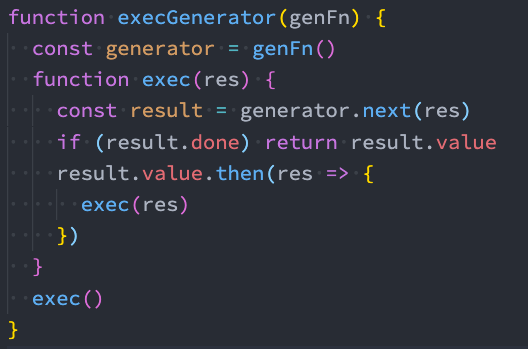 function execGenerator(genFn) {
  const generator = genFn()
  function exec(res) {
    const result = generator.next(res)
    if (result.done) return result.value
    result.value.then(res => {
      exec(res)
    })
  }
  exec()
}